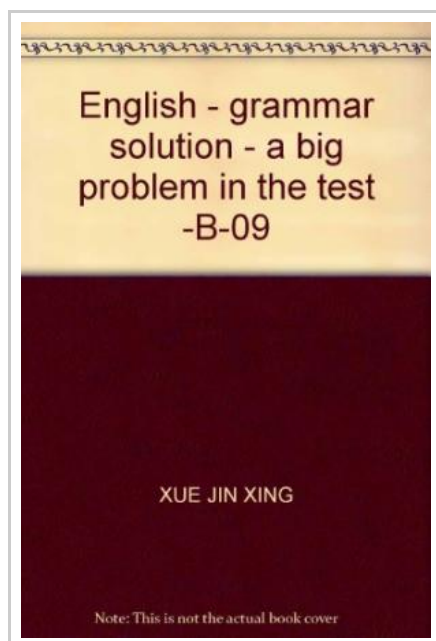 English - grammar
solution - a big
problem in the test
-B-09
XUE JIN XING
Note: This is not the actual book cover